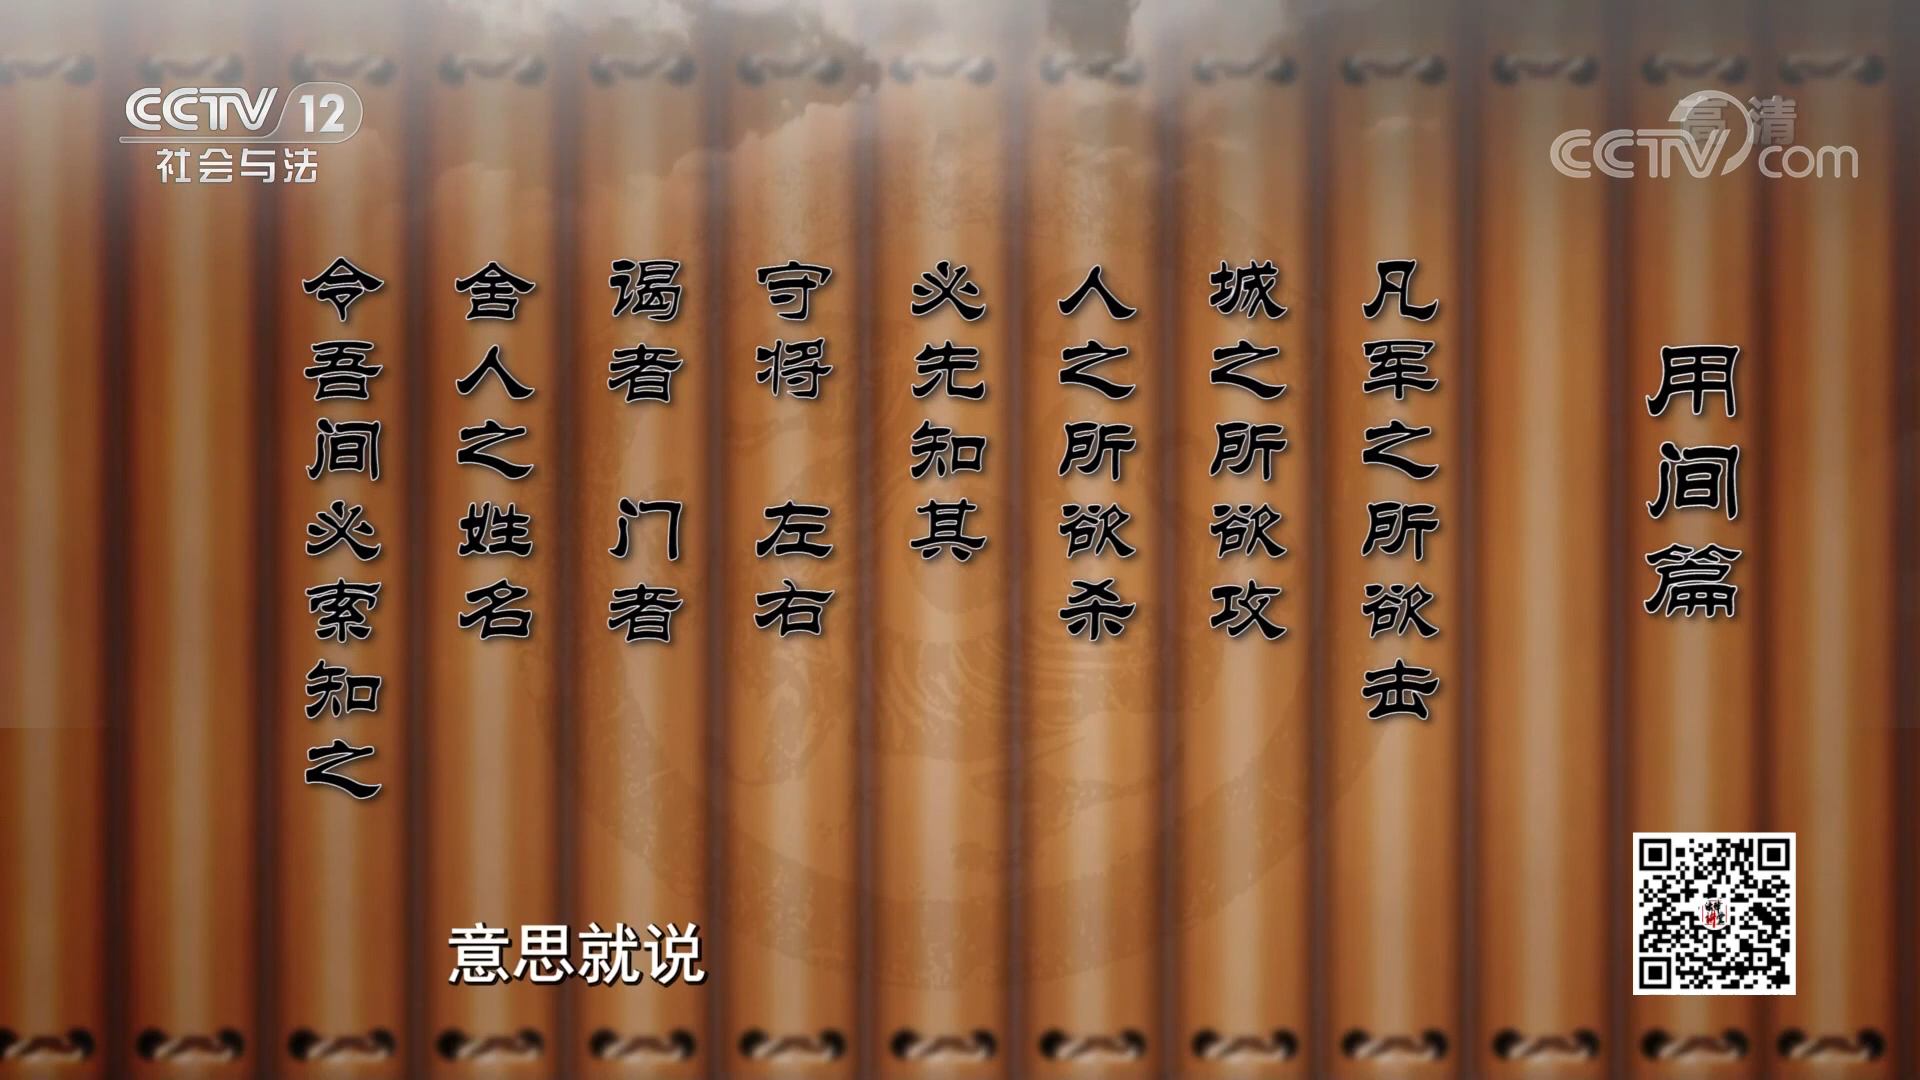 CCTV 12
社会与法
高清
CCTV.com
用间篇
凡军之所欲击
城之所欲攻
人之所欲杀
必先知其
守将 左右
谒者 门者
舍人之姓名
令吾间必索知之
意思就说